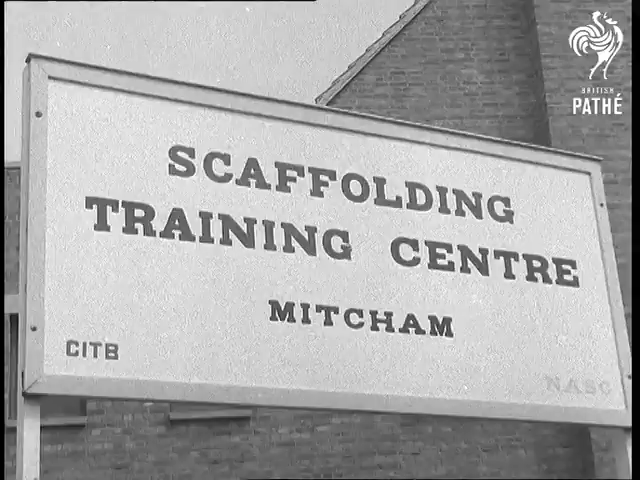 BRITISH
PATHÉ
SCAFFOLDING
TRAINING CENTRE
MITCHAM
CITB
NASC